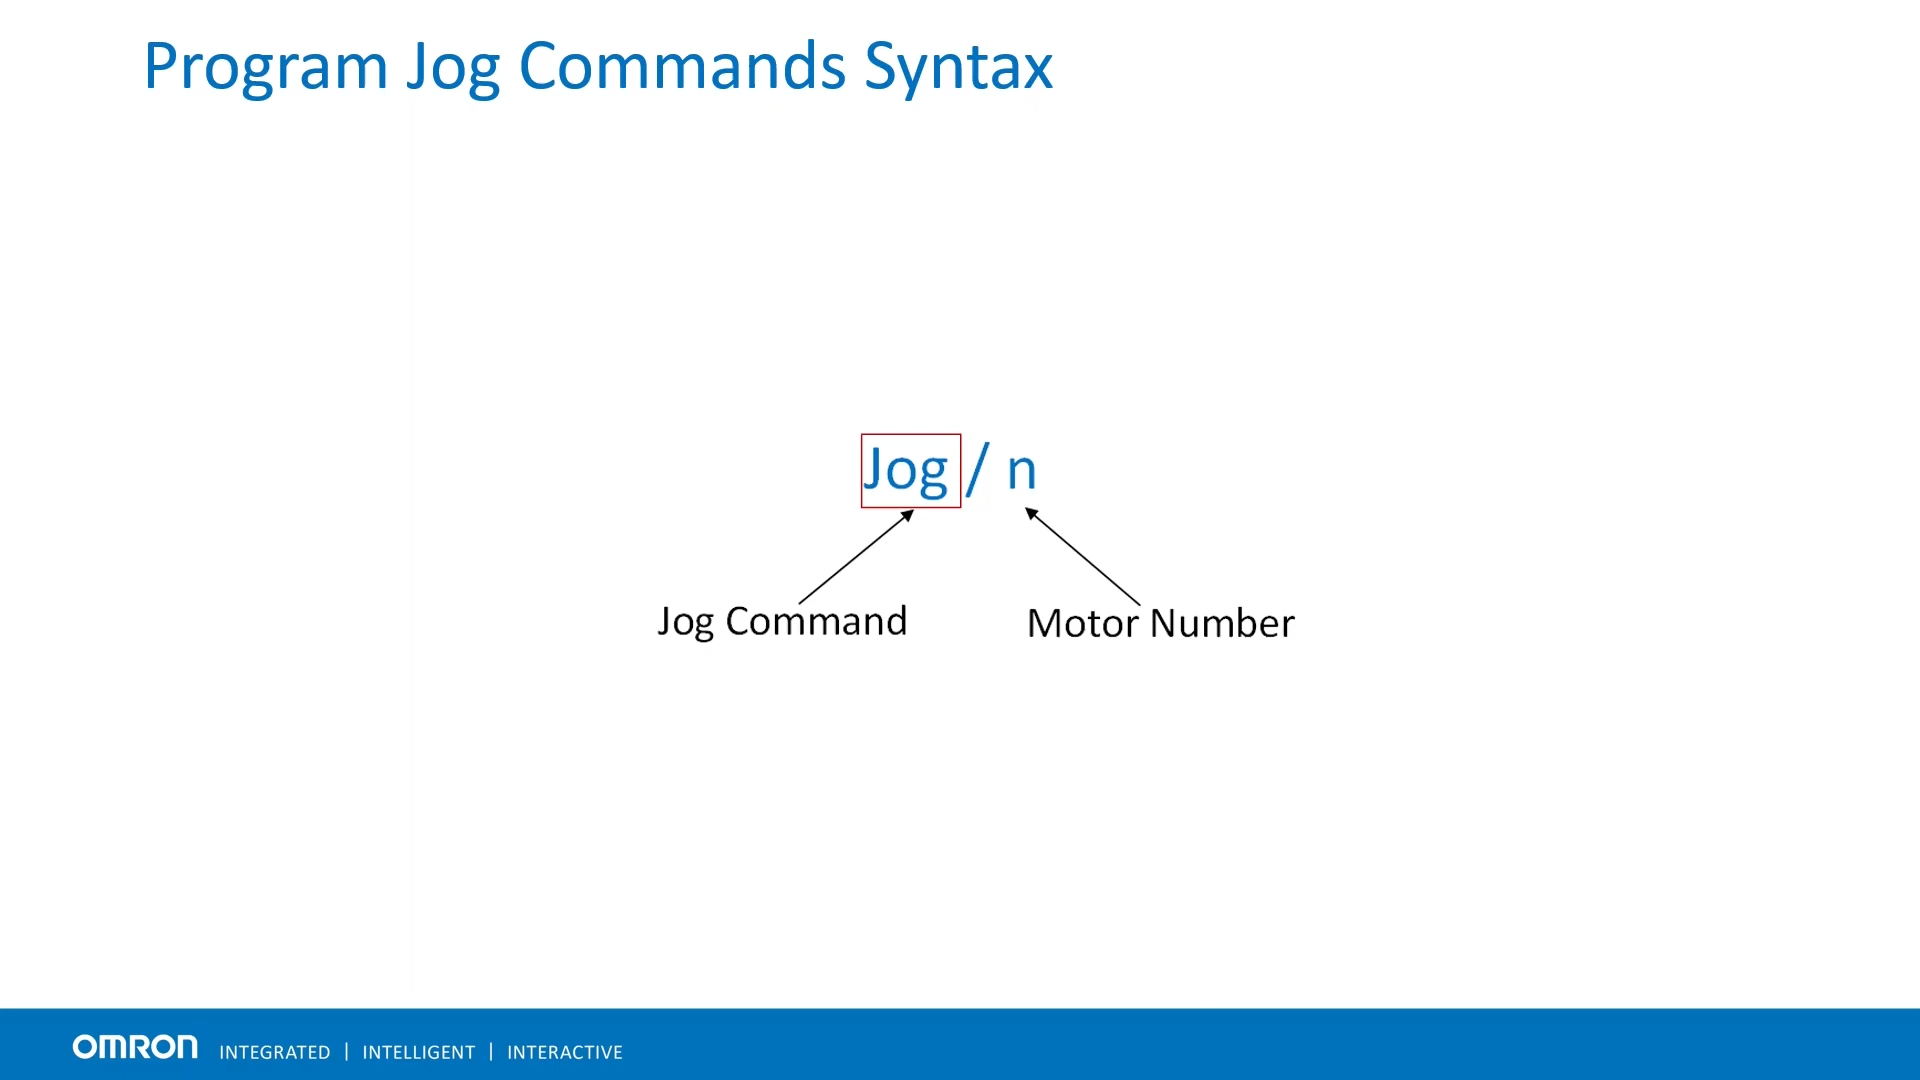 Program Jog Commands Syntax
Jog / n
Jog Command
Motor Number
OMRON INTEGRATED | INTELLIGENT | INTERACTIVE